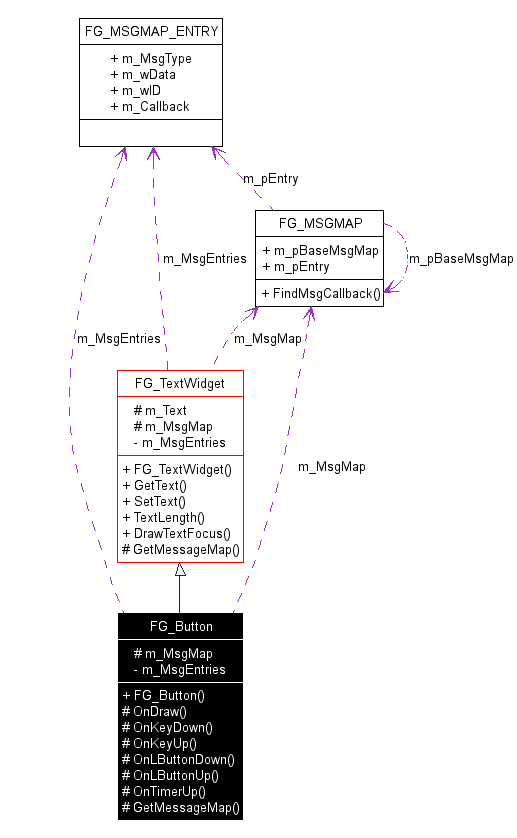 FG_MSGMAP_ENTRY
+ m_MsgType
+ m_wData
+ m_wID
+ m_Callback
m_pEntry
FG_MSGMAP
+ m_pBaseMsgMap
+ m_pEntry
+ FindMsgCallback()
m_pBaseMsgMap
m_MsgEntries
m_MsgEntries
m_MsgMap
FG_TextWidget
# m_Text
# m_MsgMap
- m_MsgEntries
+ FG_TextWidget()
+ GetText()
+ SetText()
+ TextLength()
+ DrawTextFocus()
# GetMessageMap()
m_MsgMap
FG_Button
# m_MsgMap
- m_MsgEntries
+ FG_Button()
# OnDraw()
# OnKeyDown()
# OnKeyUp()
# OnLButtonDown()
# OnLButtonUp()
# OnTimerUp()
# GetMessageMap()